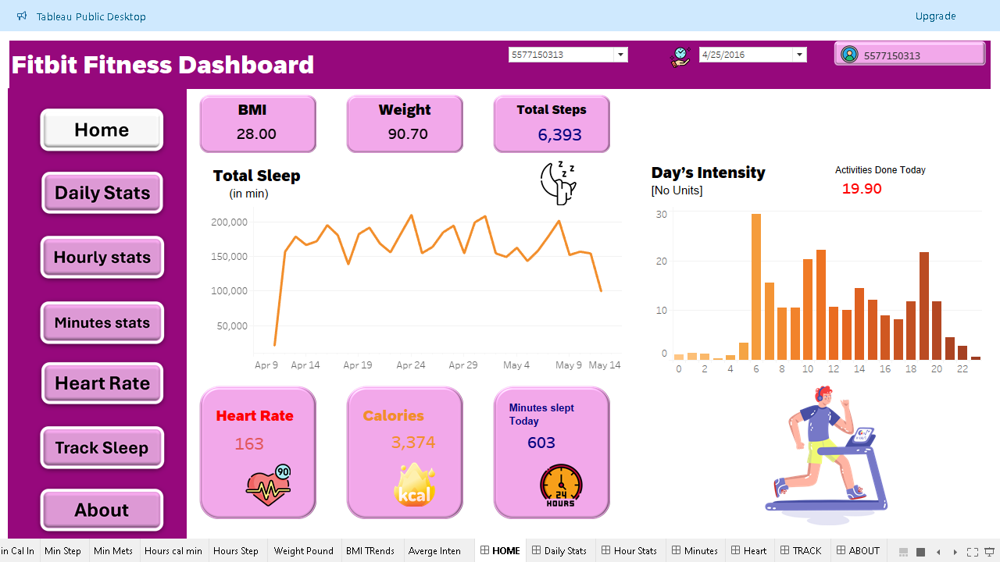 Tableau Public Desktop
Upgrade
Fitbit Fitness Dashboard
5577150313
4/25/2016
5577150313
Home
Daily Stats
Hourly stats
Minutes stats
Heart Rate
Track Sleep
About
BMI
28.00
Weight
90.70
Total Steps
6,393
Total Sleep
(in min)
z z z z
200,000
150,000
100,000
50,000
Apr 9 Apr 14 Apr 19 Apr 24 Apr 29 May 4 May 9 May 14
Day’s Intensity
[No Units]
Activities Done Today
19.90
30
20
10
0
0 2 4 6 8 10 12 14 16 18 20 22
Heart Rate
163
90
Calories
3,374
kcal
Minutes slept
Today
603
24
HOURS
in Cal In Min Step Min Mets Hours cal min Hours Step Weight Pound BMI TRends Averge Inten HOME Daily Stats Hour Stats Minutes Heart TRACK ABOUT